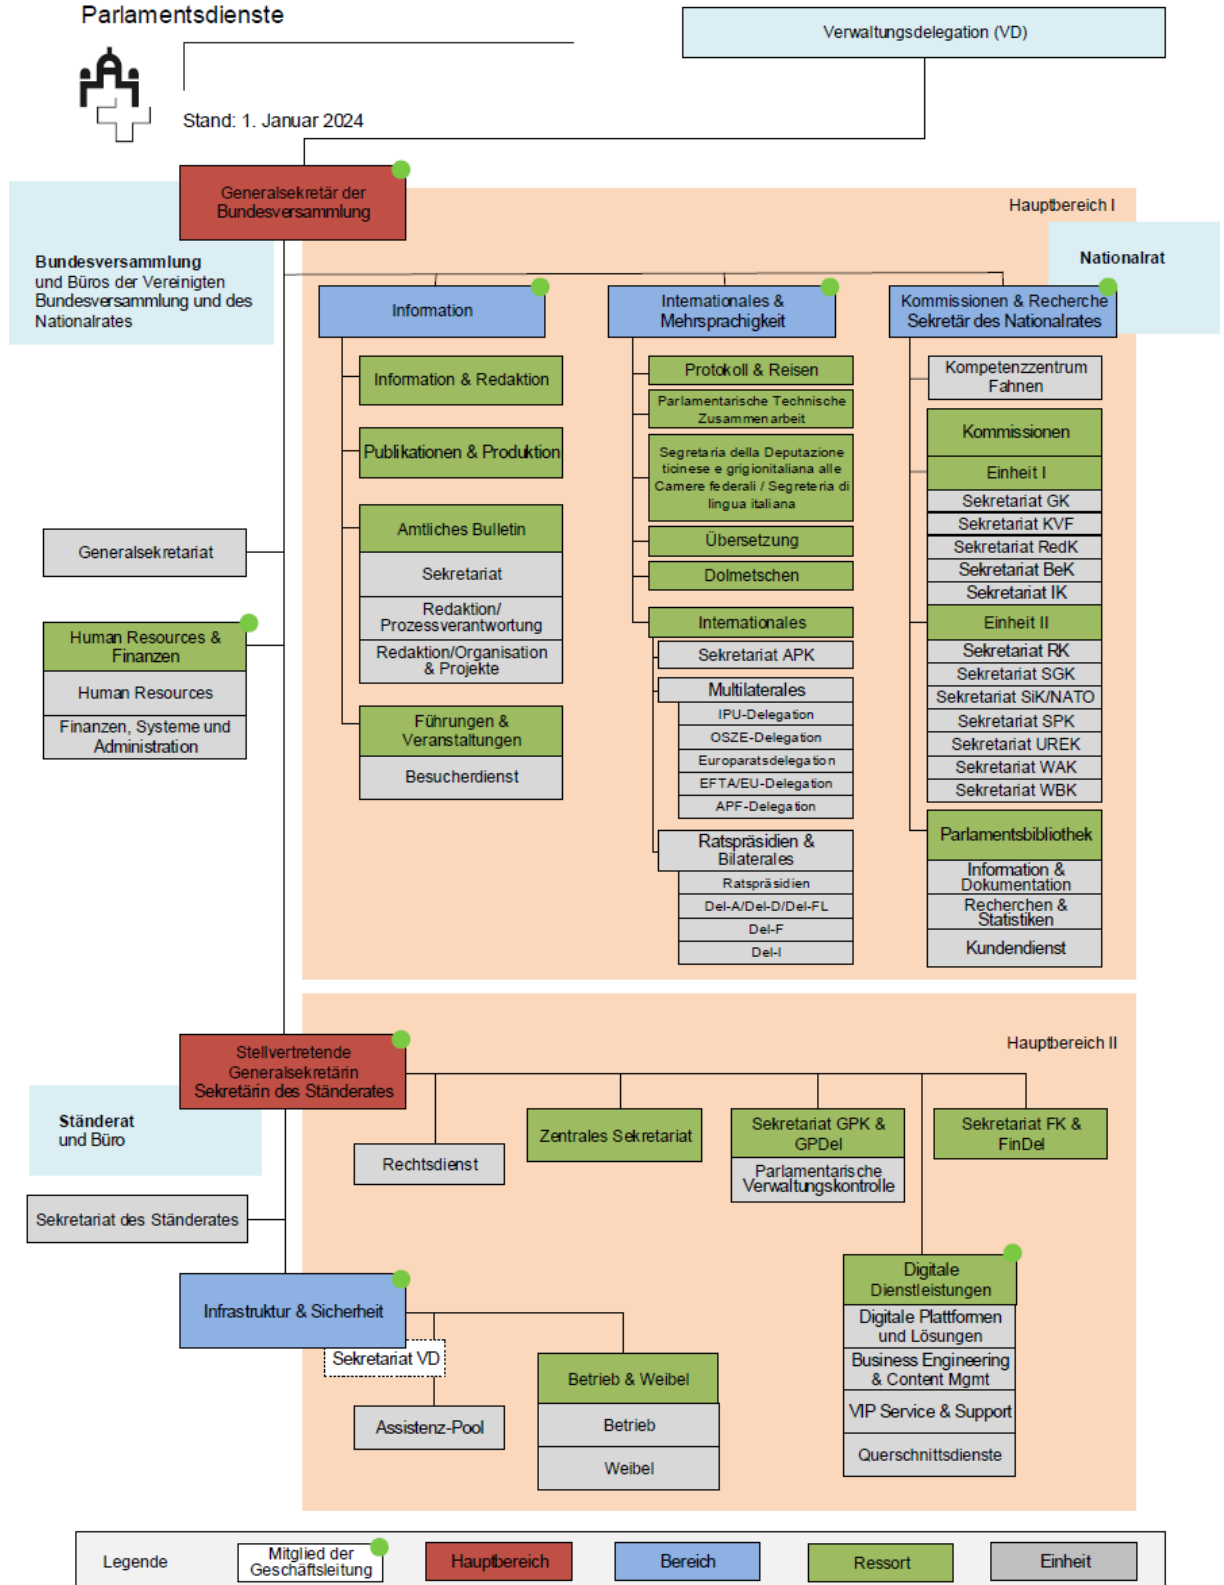 Parlamentsdienste
Verwaltungsdelegation (VD)
Stand: 1. Januar 2024
Generalsekretär der
Bundesversammlung
Hauptbereich I
Bundesversammlung
und Büros der Vereinigten
Bundesversammlung und des
Nationalrates
Nationalrat
Information
Internationales &
Mehrsprachigkeit
Kommissionen & Recherche
Sekretär des Nationalrates
Information & Redaktion
Publikationen & Produktion
Amtliches Bulletin
Sekretariat
Redaktion/
Prozessverantwortung
Redaktion/Organisation
& Projekte
Führungen &
Veranstaltungen
Besucherdienst
Protokoll & Reisen
Parlamentarische Technische
Zusammenarbeit
Segretaria della Deputazione
ticinese e grigionitaliana alle
Camere federali / Segreteria di
lingua italiana
Übersetzung
Dolmetschen
Internationales
Sekretariat APK
Multilaterales
IPU-Delegation
OSZE-Delegation
Europaratsdelegation
EFTA/EU-Delegation
APF-Delegation
Ratspräsidien &
Bilaterales
Ratspräsidien
Del-A/Del-D/Del-FL
Del-F
Del-I
Kompetenzzentrum
Fahnen
Kommissionen
Einheit I
Sekretariat GK
Sekretariat KVF
Sekretariat RedK
Sekretariat BeK
Sekretariat IK
Einheit II
Sekretariat RK
Sekretariat SGK
Sekretariat SiK/NATO
Sekretariat SPK
Sekretariat UREK
Sekretariat WAK
Sekretariat WBK
Parlamentsbibliothek
Information &
Dokumentation
Recherchen &
Statistiken
Kundendienst
Generalsekretariat
Human Resources &
Finanzen
Human Resources
Finanzen, Systeme und
Administration
Hauptbereich II
Stellvertretende
Generalsekretärin
Sekretärin des Ständerates
Ständerat
und Büro
Rechtsdienst
Zentrales Sekretariat
Sekretariat GPK &
GPDel
Parlamentarische
Verwaltungskontrolle
Sekretariat FK &
FinDel
Sekretariat des Ständerates
Infrastruktur & Sicherheit
Sekretariat VD
Assistenz-Pool
Betrieb & Weibel
Betrieb
Weibel
Digitale
Dienstleistungen
Digitale Plattformen
und Lösungen
Business Engineering
& Content Mgmt
VIP Service & Support
Querschnittsdienste
Legende
Mitglied der
Geschäftsleitung
Hauptbereich
Bereich
Ressort
Einheit